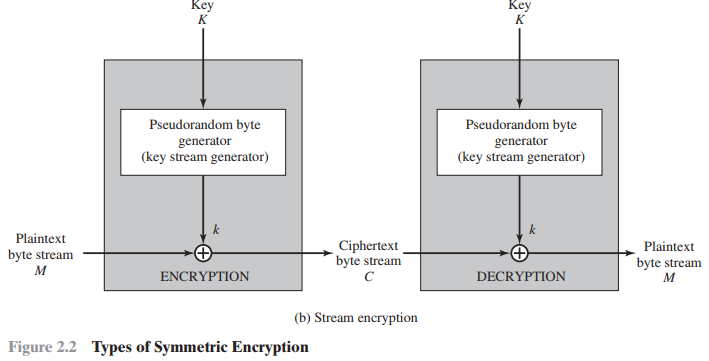 Key
K
Key
K
Pseudorandom byte
generator
(key stream generator)
Pseudorandom byte
generator
(key stream generator)
k
k
Plaintext
byte stream
M
Ciphertext
byte stream
C
Plaintext
byte stream
M
ENCRYPTION
DECRYPTION
(b) Stream encryption
Figure 2.2 Types of Symmetric Encryption